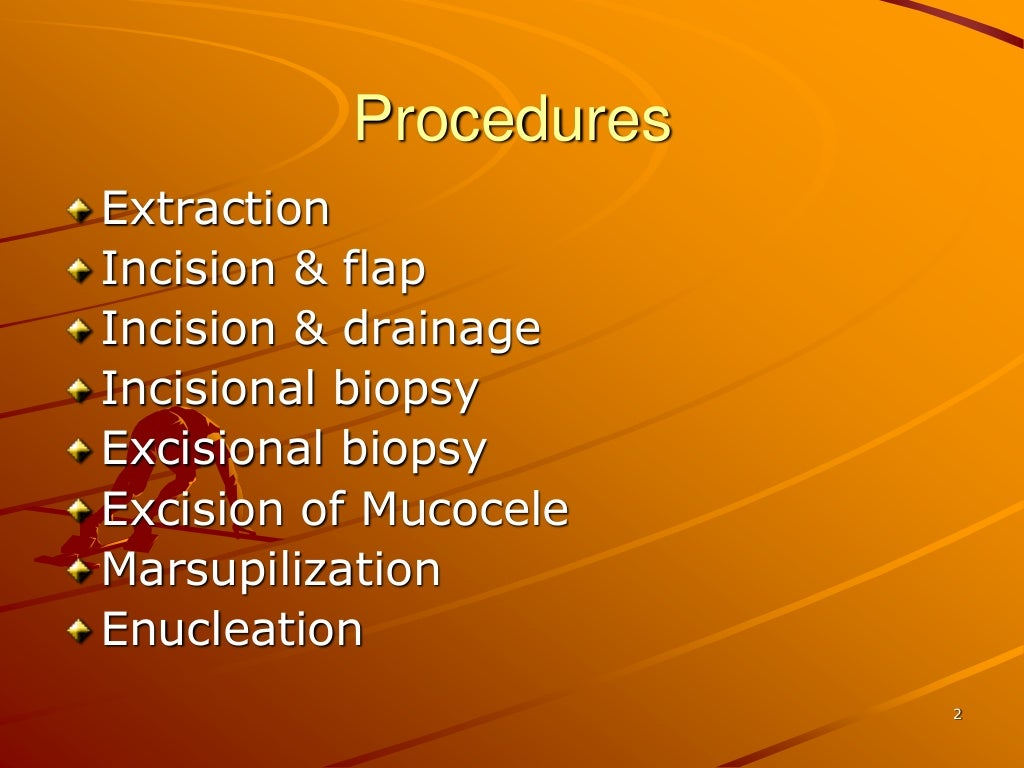 Procedures
Extraction
Incision & flap
Incision & drainage
Incisional biopsy
Excisional biopsy
Excision of Mucocele
Marsupilization
Enucleation
2